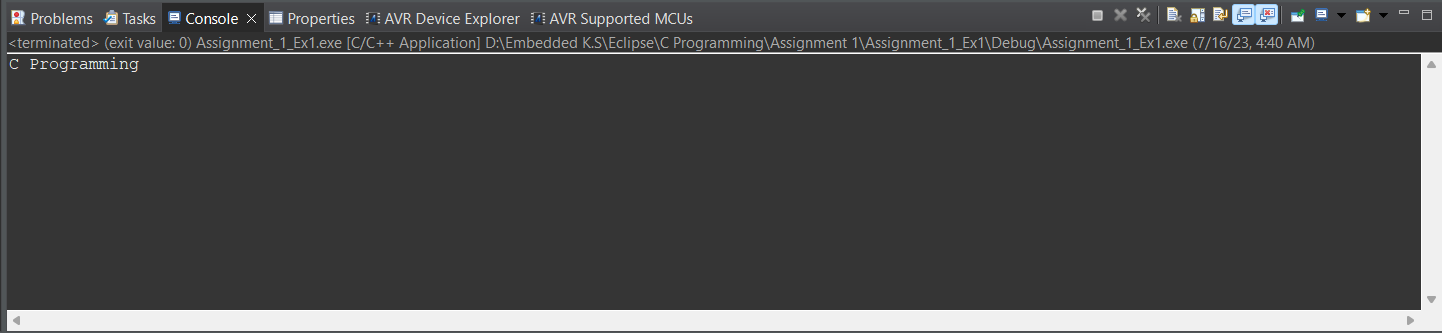 Problems Tasks Console Properties AVR Device Explorer AVR Supported MCUs
<terminated> (exit value: 0) Assignment_1_Ex1.exe [C/C++ Application] D:\Embedded K.S\Eclipse\C Programming\Assignment 1\Assignment_1_Ex1\Debug\Assignment_1_Ex1.exe (7/16/23, 4:40 AM)
C Programming